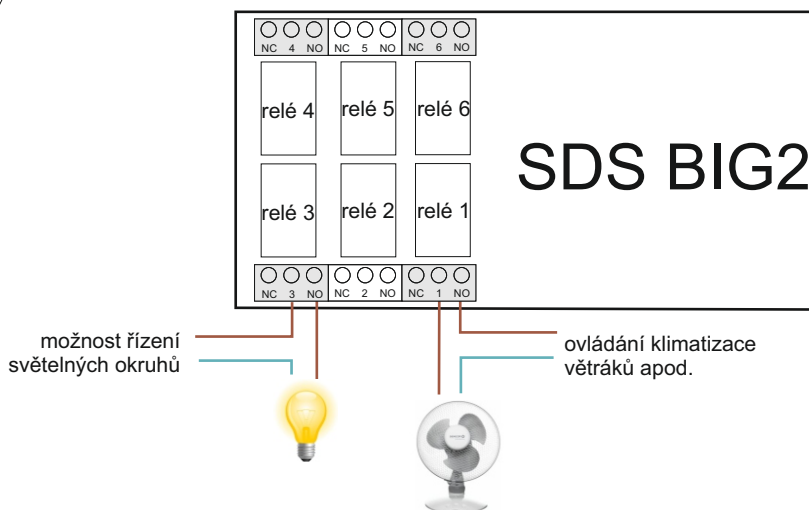 NC 4 NO NC 5 NO NC 6 NO
relé 4 relé 5 relé 6
SDS BIG2
relé 3 relé 2 relé 1
NC 3 NO NC 2 NO NC 1 NO
možnost řízení
světelných okruhů
ovládání klimatizace
větráků apod.